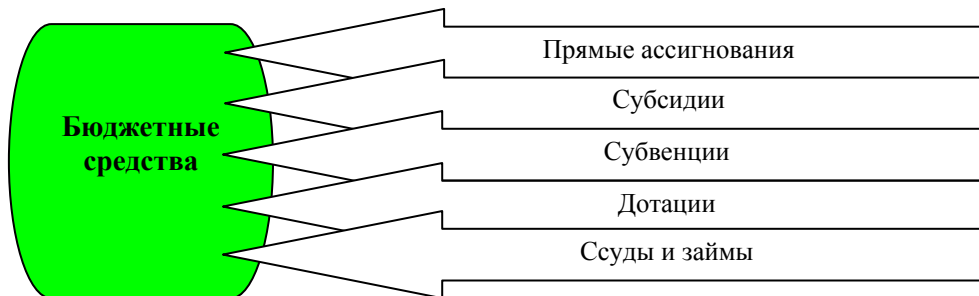 Бюджетные
средства
Прямые ассигнования
Субсидии
Субвенции
Дотации
Ссуды и займы